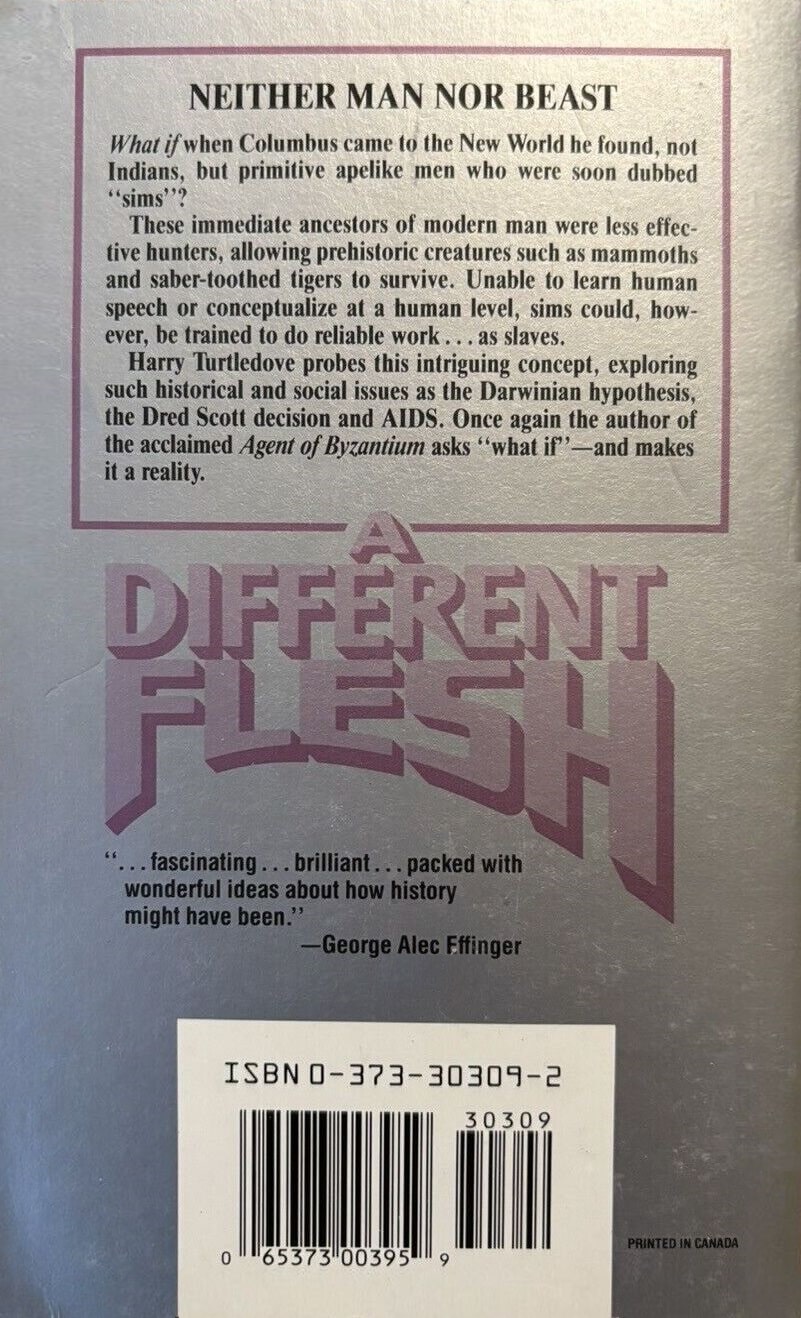 NEITHER MAN NOR BEAST
What if when Columbus came to the New World he found, not
Indians, but primitive apelike men who were soon dubbed
"sims"?
These immediate ancestors of modern man were less effec-
tive hunters, allowing prehistoric creatures such as mammoths
and saber-toothed tigers to survive. Unable to learn human
speech or conceptualize at a human level, sims could, how-
ever, be trained to do reliable work... as slaves.
Harry Turtledove probes this intriguing concept, exploring
such historical and social issues as the Darwinian hypothesis,
the Dred Scott decision and AIDS. Once again the author of
the acclaimed Agent of Byzantium asks "what if"—and makes
it a reality.
A
DIFFERENT
FLESH
"...fascinating...brilliant...packed with
wonderful ideas about how history
might have been."
—George Alec Effinger
ISBN 0-373-30309-2
30309
0 65373 00395 9
PRINTED IN CANADA